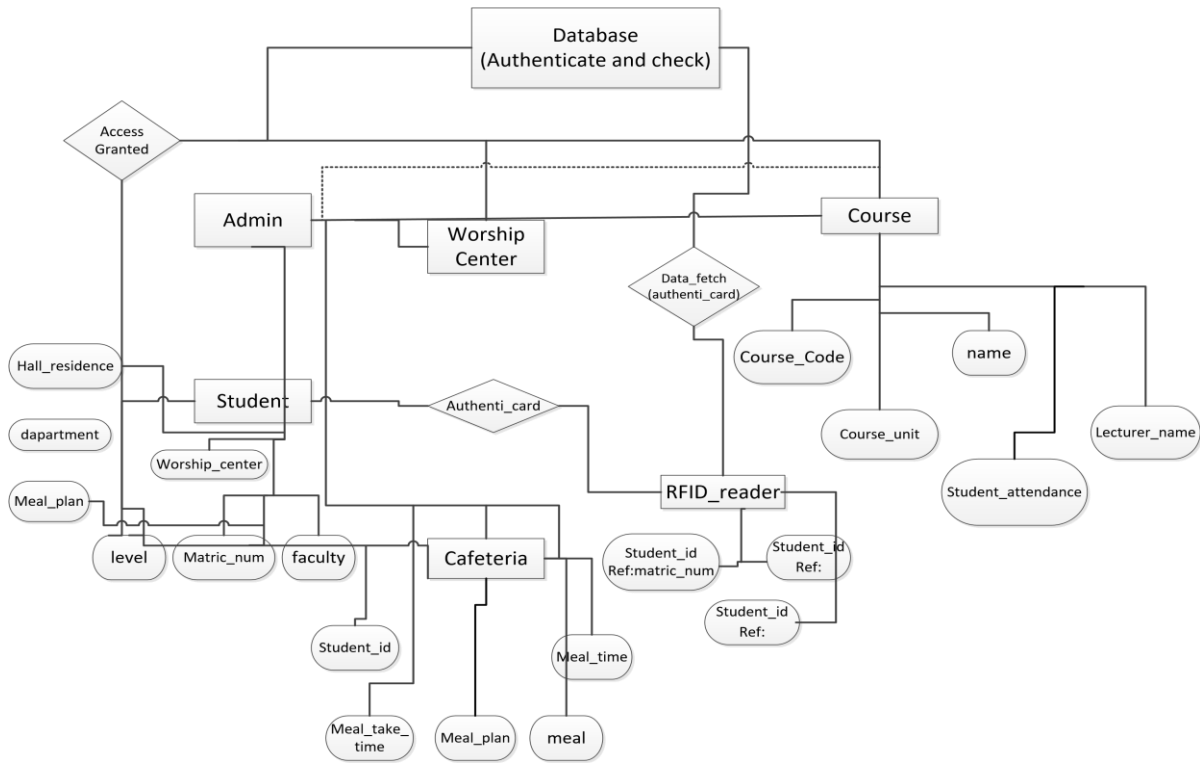 Database
(Authenticate and check)
Access
Granted
Admin
Worship
Center
Course
Data_fetch
(authenti_card)
Course_Code
name
Hall_residence
Student
Authenti_card
dapartment
Worship_center
Course_unit
Lecturer_name
Meal_plan
RFID_reader
Student_attendance
level
Matric_num
faculty
Cafeteria
Student_id
Ref:matric_num
Student_id
Ref:
Student_id
Ref:
Student_id
Meal_time
Meal_take_
time
Meal_plan
meal